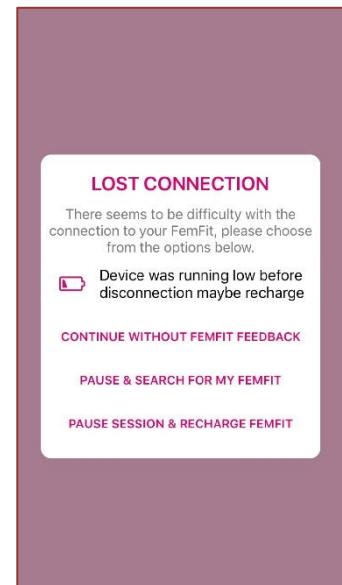 LOST CONNECTION
There seems to be difficulty with the
connection to your FemFit, please choose
from the options below.
Device was running low before
disconnection maybe recharge
CONTINUE WITHOUT FEMFIT FEEDBACK
PAUSE & SEARCH FOR MY FEMFIT
PAUSE SESSION & RECHARGE FEMFIT